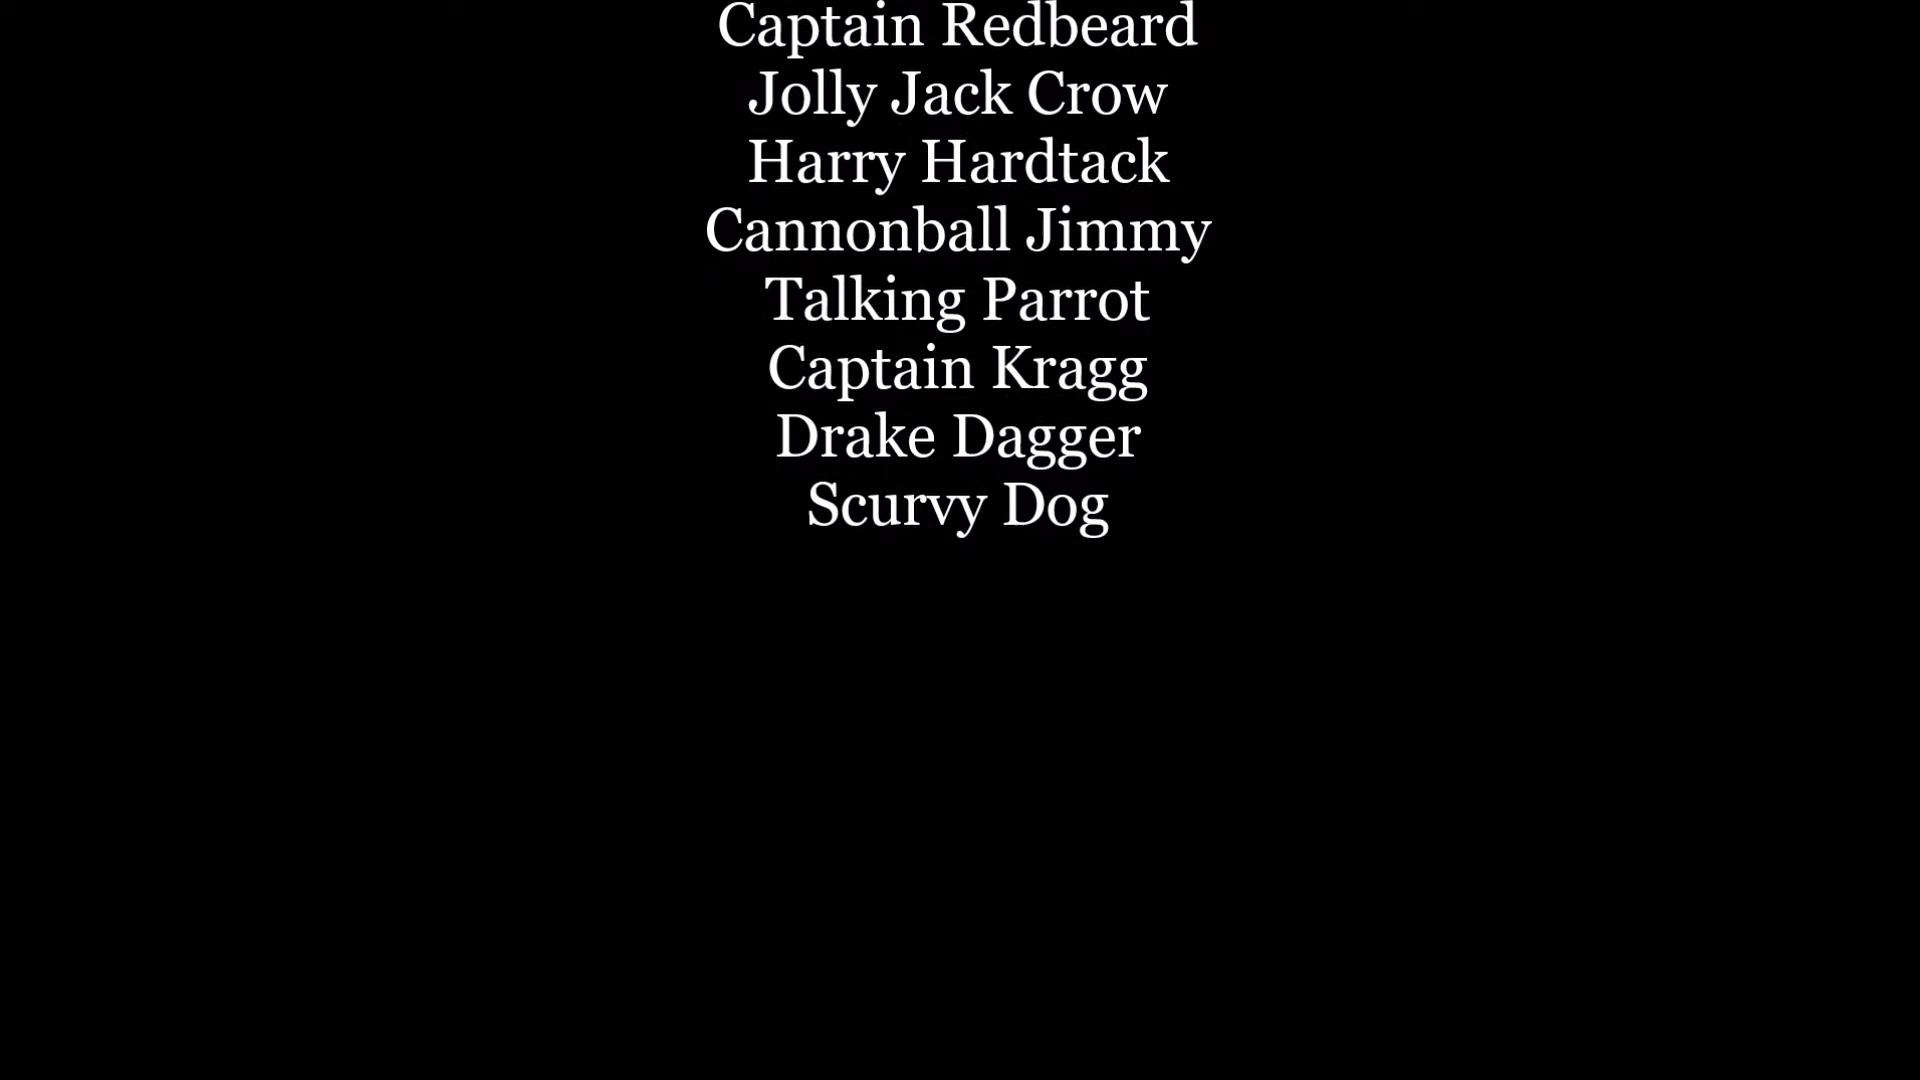 Captain Redbeard
Jolly Jack Crow
Harry Hardtack
Cannonball Jimmy
Talking Parrot
Captain Kragg
Drake Dagger
Scurvy Dog